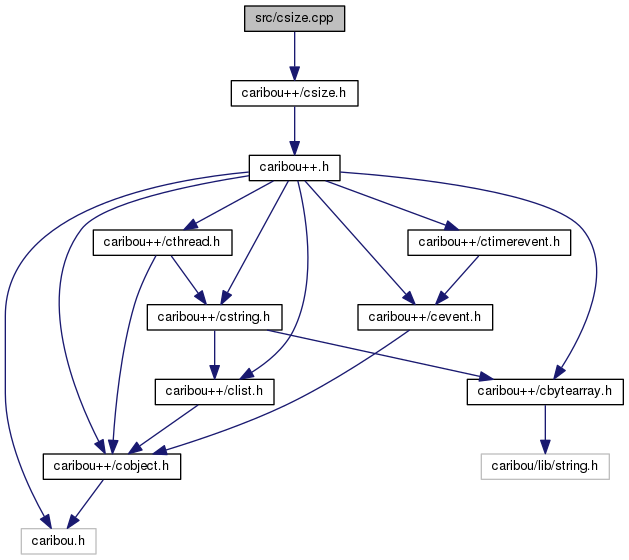 src/csize.cpp
caribou++/csize.h
caribou++.h
caribou++/cthread.h
caribou++/ctimerevent.h
caribou++/cstring.h
caribou++/cevent.h
caribou++/clist.h
caribou++/cbytearray.h
caribou++/cobject.h
caribou/lib/string.h
caribou.h